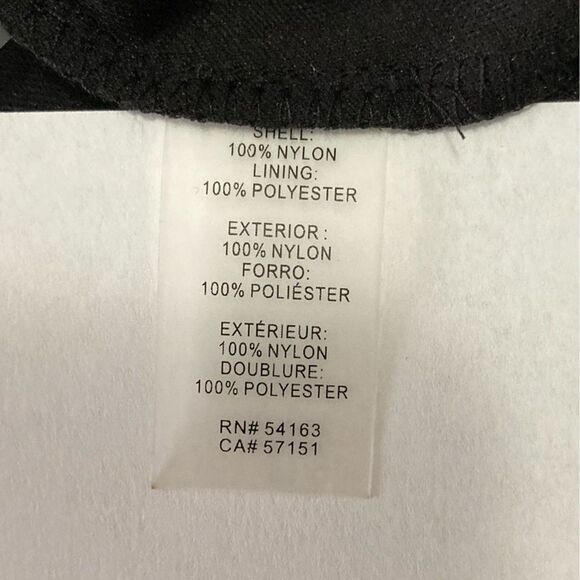 SHELL:
100% NYLON
LINING:
100% POLYESTER
EXTERIOR :
100% NYLON
FORRO:
100% POLIÉSTER
EXTÉRIEUR:
100% NYLON
DOUBLURE:
100% POLYESTER
RN# 54163
CA# 57151